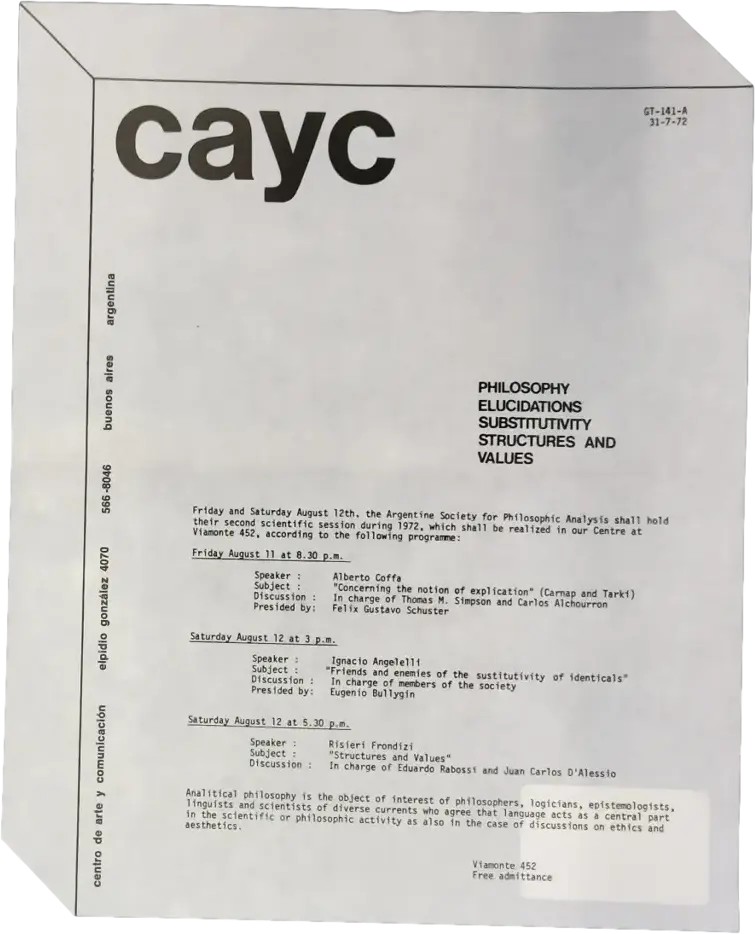 cayc
GT-141-A
31-7-72
centro de arte y comunicación elpidio gonzález 4070 566-8046 buenos aires argentina
PHILOSOPHY
ELUCIDATIONS
SUBSTITUTIVITY
STRUCTURES AND
VALUES
Friday and Saturday August 12th, the Argentine Society for Philosophic Analysis shall hold
their second scientific session during 1972, which shall be realized in our Centre at
Viamonte 452, according to the following programme:
Friday August 11 at 8.30 p.m.
Speaker : Alberto Coffa
Subject : "Concerning the notion of explication" (Carnap and Tarki)
Discussion : In charge of Thomas M. Simpson and Carlos Alchourron
Presided by: Felix Gustavo Schuster
Saturday August 12 at 3 p.m.
Speaker : Ignacio Angelelli
Subject : "Friends and enemies of the sustitutivity of identicals"
Discussion : In charge of members of the society
Presided by: Eugenio Bullygin
Saturday August 12 at 5.30 p.m.
Speaker : Risieri Frondizi
Subject : "Structures and Values"
Discussion : In charge of Eduardo Rabossi and Juan Carlos D'Alessio
Analitical philosophy is the object of interest of philosophers, logicians, epistemologists,
linguists and scientists of diverse currents who agree that language acts as a central part
in the scientific or philosophic activity as also in the case of discussions on ethics and
aesthetics.
Viamonte 452
Free admittance